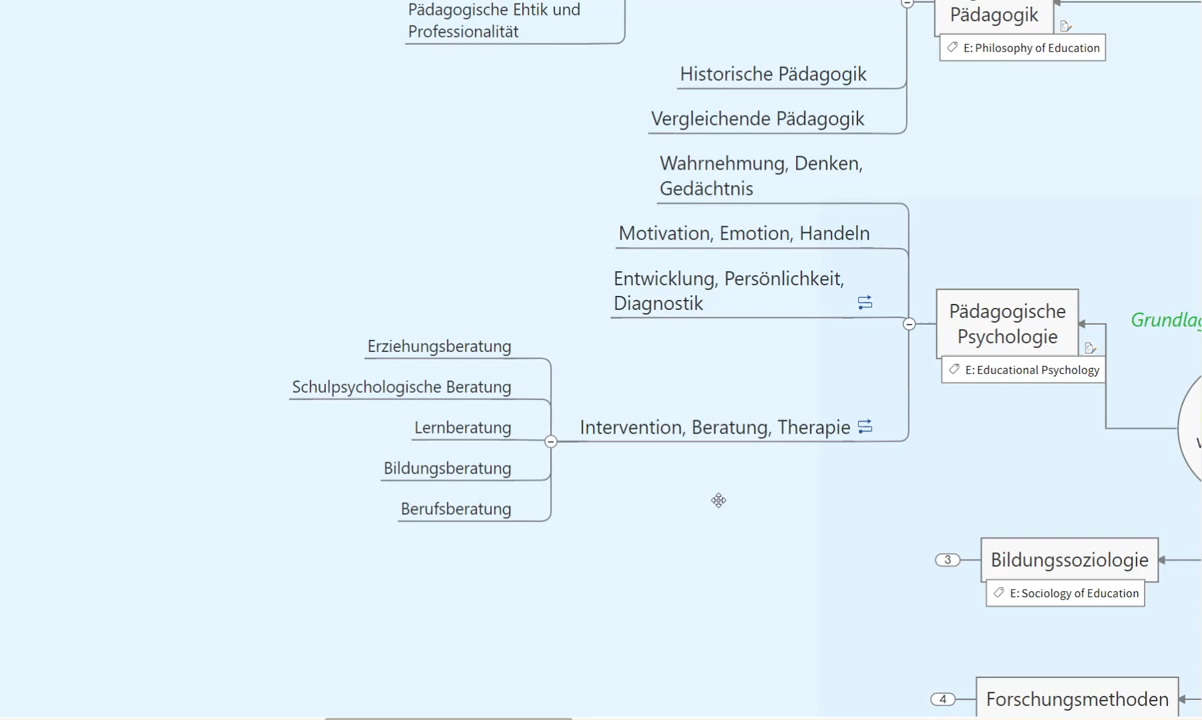 Pädagogische Ehtik und
Professionalität
Pädagogik
E: Philosophy of Education
Historische Pädagogik
Vergleichende Pädagogik
Wahrnehmung, Denken,
Gedächtnis
Motivation, Emotion, Handeln
Entwicklung, Persönlichkeit,
Diagnostik
Pädagogische
Psychologie
E: Educational Psychology
Erziehungsberatung
Schulpsychologische Beratung
Lernberatung
Bildungsberatung
Berufsberatung
Intervention, Beratung, Therapie
3
Bildungssoziologie
E: Sociology of Education
4
Forschungsmethoden